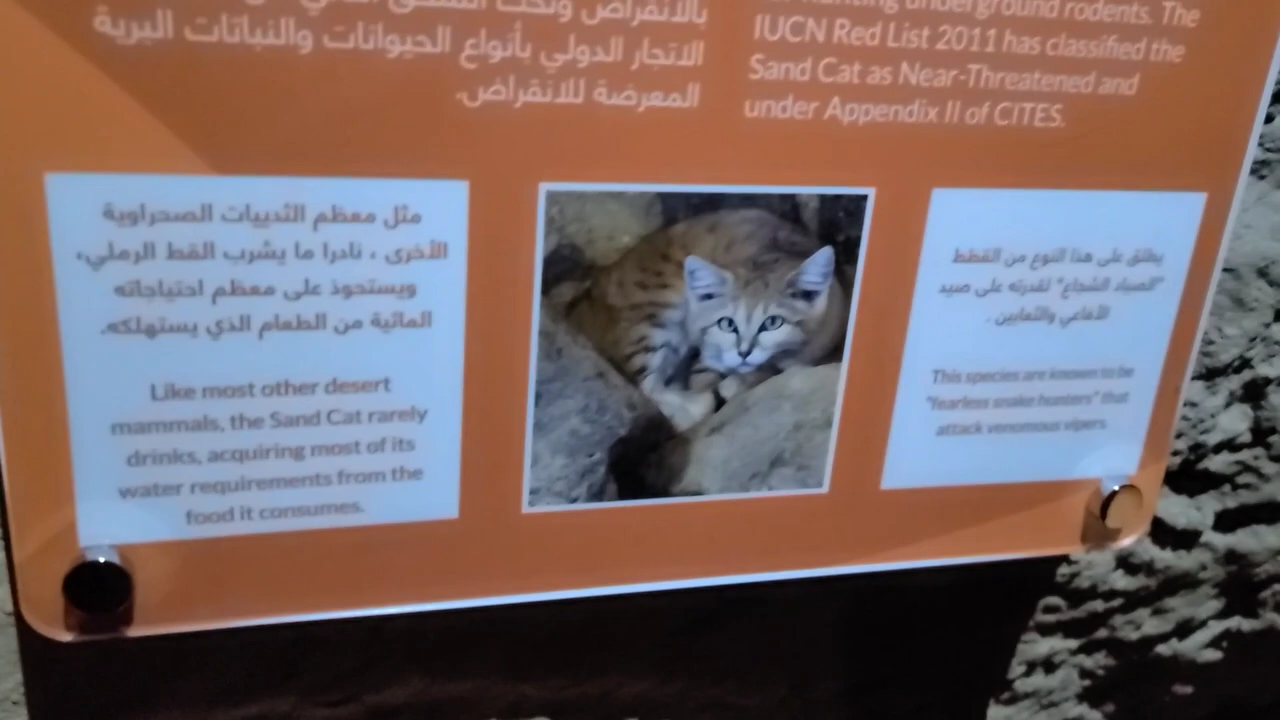 بالانقراض وتحت
الاتجار الدولي بأنواع الحيوانات والنباتات البرية
المعرضة للانقراض.
hunting underground rodents. The
IUCN Red List 2011 has classified the
Sand Cat as Near-Threatened and
under Appendix II of CITES.
مثل معظم الثدييات الصحراوية
الأخرى ، نادرا ما يشرب القط الرملي،
ويستحوذ على معظم احتياجاته
المائية من الطعام الذي يستهلكه.
Like most other desert
mammals, the Sand Cat rarely
drinks, acquiring most of its
water requirements from the
food it consumes.
يطلق على هذا النوع من القطط
"الصياد الشجاع" لقدرته على صيد
الأفاعي والثعابين .
This species are known to be
"fearless snake hunters" that
attack venomous vipers